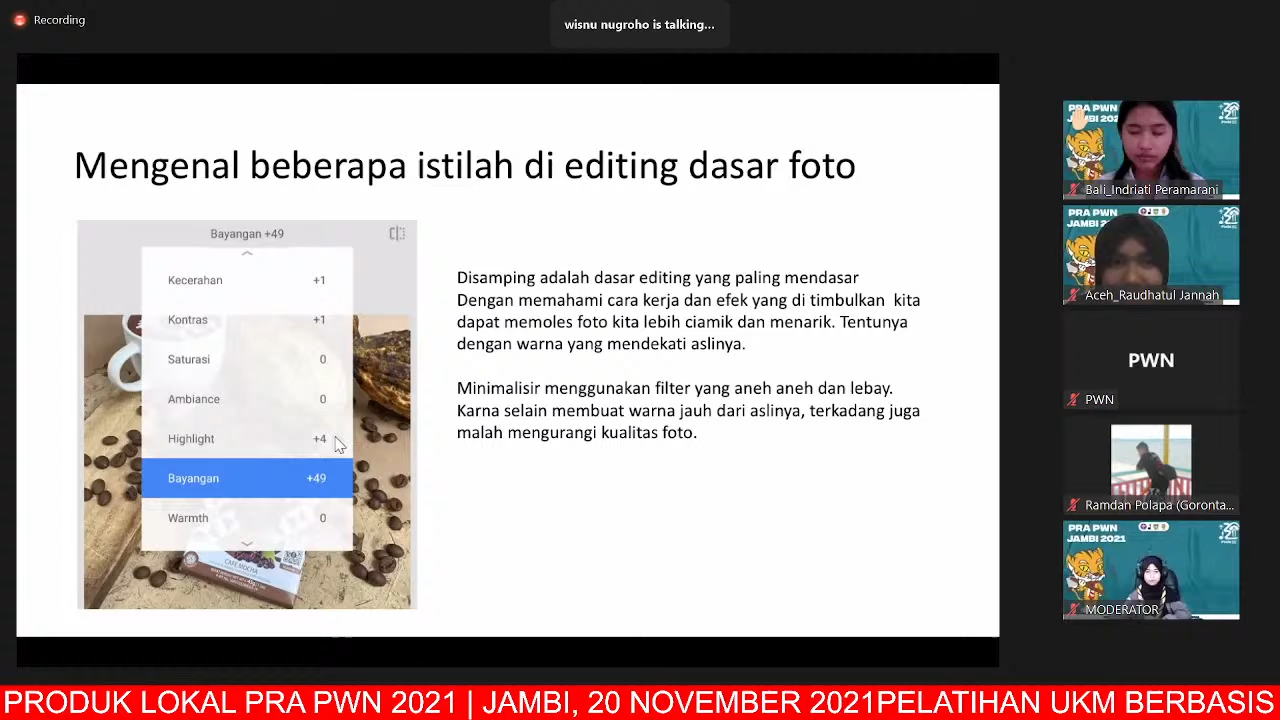 Recording
wisnu nugroho is talking...
Mengenal beberapa istilah di editing dasar foto
Bayangan +49
Kecerahan +1
Kontras +1
Saturasi 0
Ambiance 0
Highlight +4
Bayangan +49
Warmth 0
CAFE MOCHA
Disamping adalah dasar editing yang paling mendasar
Dengan memahami cara kerja dan efek yang di timbulkan kita
dapat memoles foto kita lebih ciamik dan menarik. Tentunya
dengan warna yang mendekati aslinya.
Minimalisir menggunakan filter yang aneh aneh dan lebay.
Karna selain membuat warna jauh dari aslinya, terkadang juga
malah mengurangi kualitas foto.
PRA PWN
JAMBI 202
Bali_Indriati Peramarani
PRA PWN
Aceh_Raudhatul Jannah
PWN
PWN
Ramdan Polapa (Goronta...
PRA PWN
JAMBI 2021
MODERATOR
PRODUK LOKAL PRA PWN 2021 | JAMBI, 20 NOVEMBER 2021PELATIHAN UKM BERBASIS